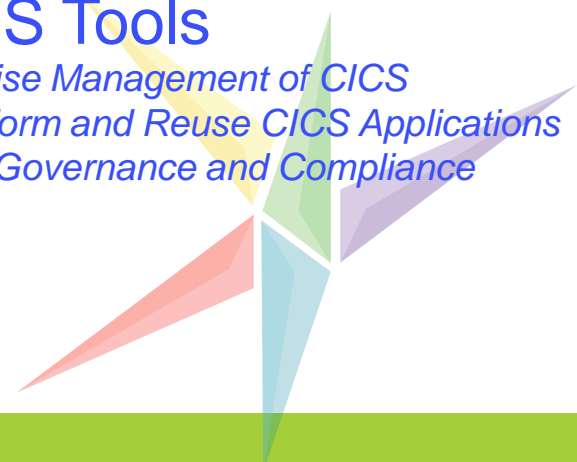 S Tools
ise Management of CICS
orm and Reuse CICS Applications
Governance and Compliance